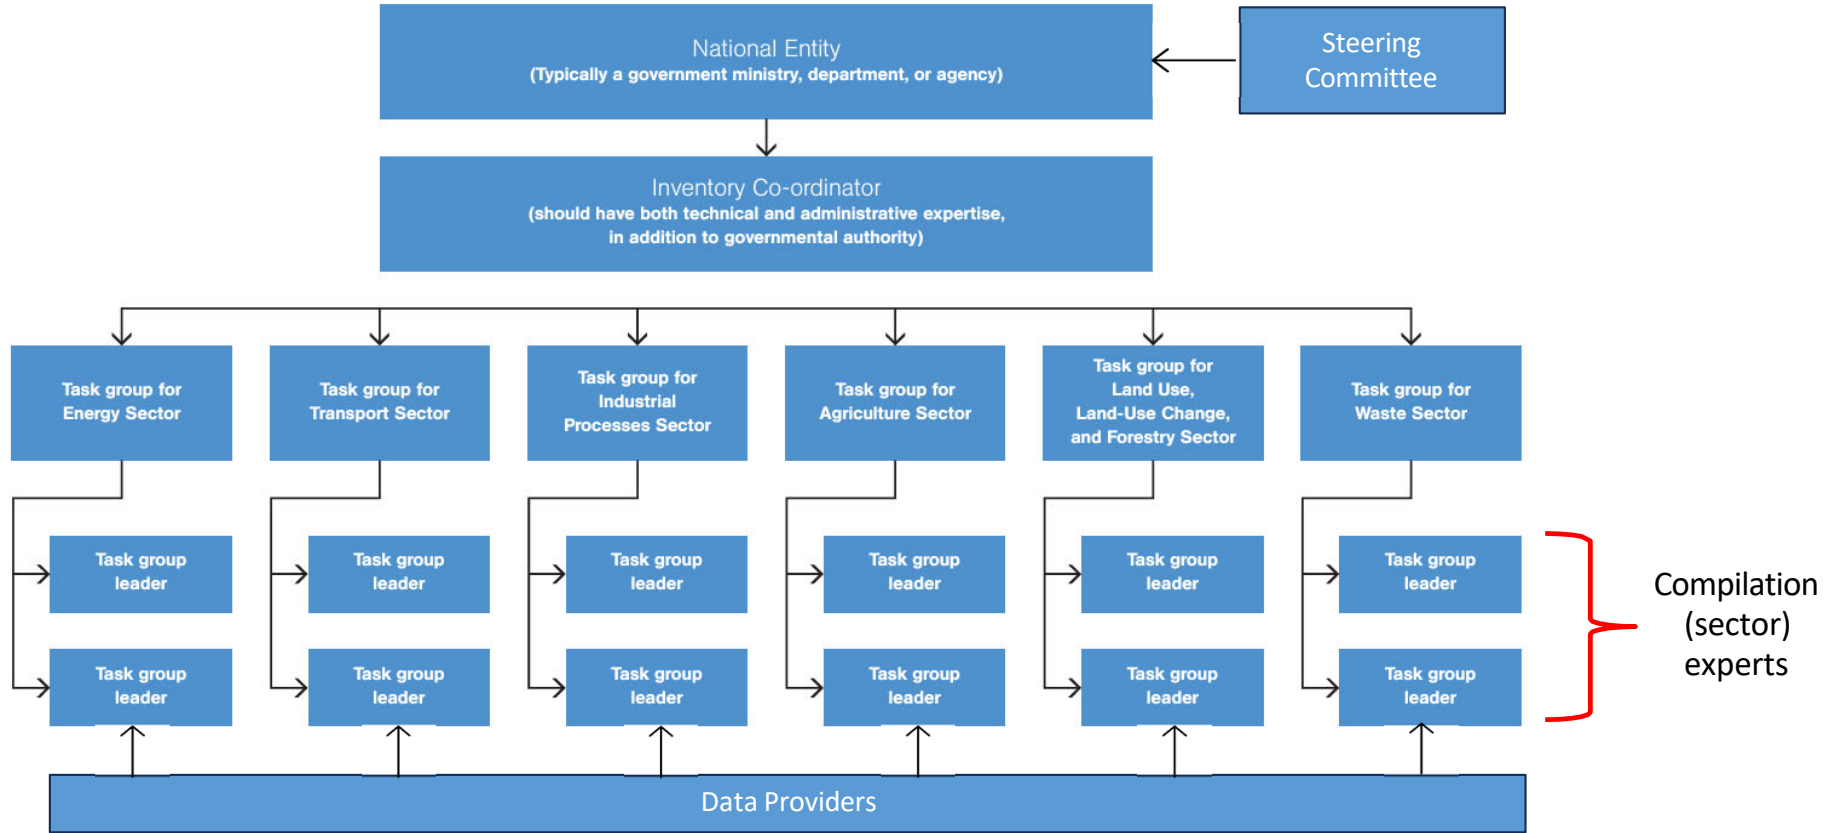 National Entity
(Typically a government ministry, department, or agency)
Steering
Committee
Inventory Co-ordinator
(should have both technical and administrative expertise,
in addition to governmental authority)
Task group for
Energy Sector
Task group for
Transport Sector
Task group for
Industrial
Processes Sector
Task group for
Agriculture Sector
Task group for
Land Use,
Land-Use Change,
and Forestry Sector
Task group for
Waste Sector
Task group
leader
Task group
leader
Task group
leader
Task group
leader
Task group
leader
Task group
leader
Task group
leader
Task group
leader
Task group
leader
Task group
leader
Task group
leader
Task group
leader
Compilation
(sector)
experts
Data Providers